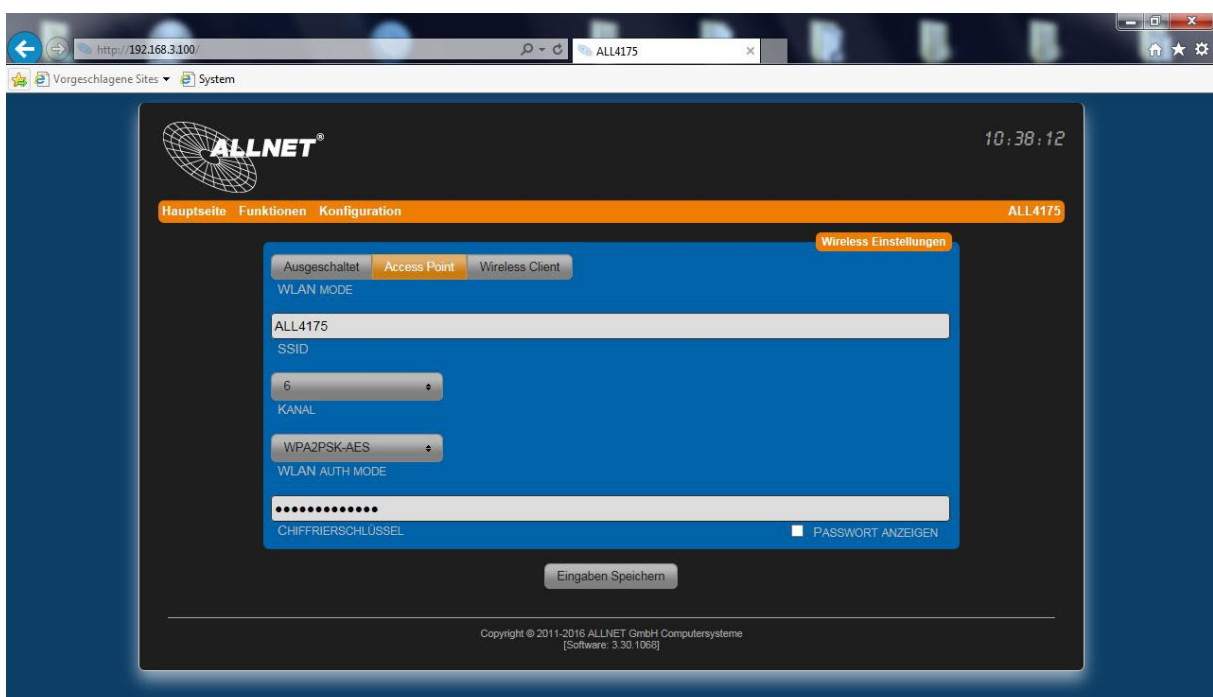 http://192.168.3.100/
ALL4175
Vorgeschlagene Sites
System
ALLNET®
10:38:12
Hauptseite Funktionen Konfiguration ALL4175
Wireless Einstellungen
Ausgeschaltet Access Point Wireless Client
WLAN MODE
ALL4175
SSID
6
KANAL
WPA2PSK-AES
WLAN AUTH MODE
•••••••••••••
CHIFFRIERSCHLÜSSEL PASSWORT ANZEIGEN
Eingaben Speichern
Copyright © 2011-2016 ALLNET GmbH Computersysteme
[Software: 3.30.1068]